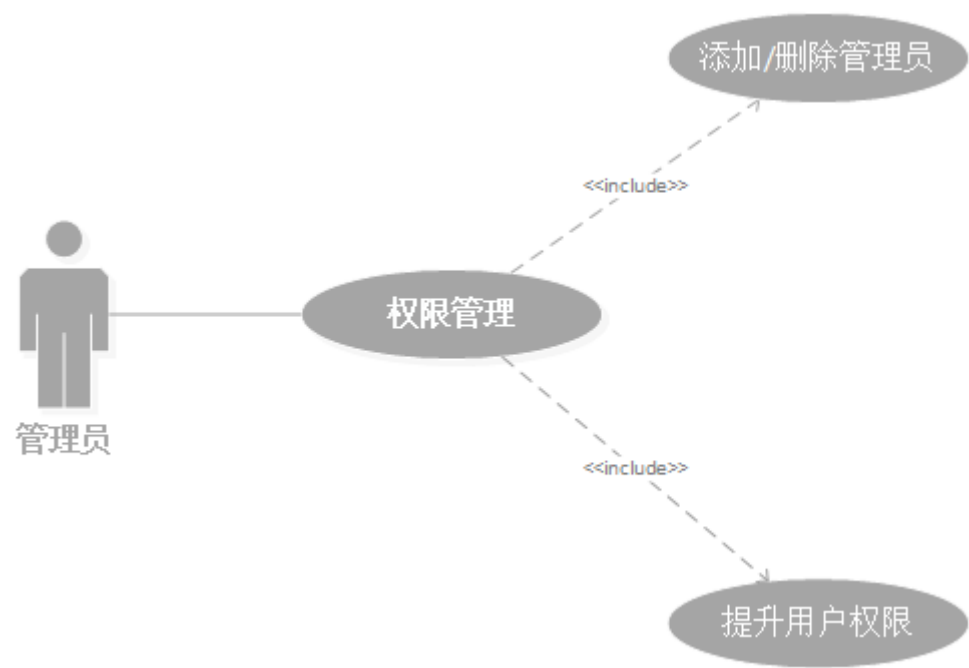 添加/删除管理员
<<include>>
权限管理
管理员
<<include>>
提升用户权限